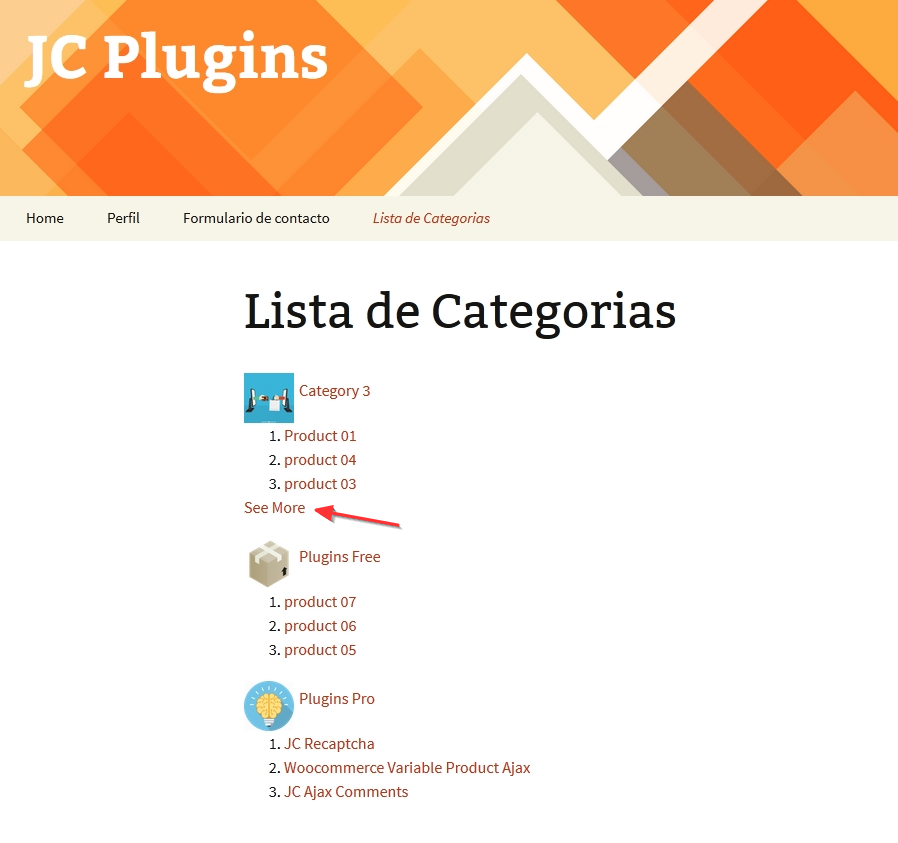 JC Plugins
Home Perfil Formulario de contacto Lista de Categorias
Lista de Categorias
Category 3
1. Product 01
2. product 04
3. product 03
See More
Plugins Free
1. product 07
2. product 06
3. product 05
Plugins Pro
1. JC Recaptcha
2. Woocommerce Variable Product Ajax
3. JC Ajax Comments